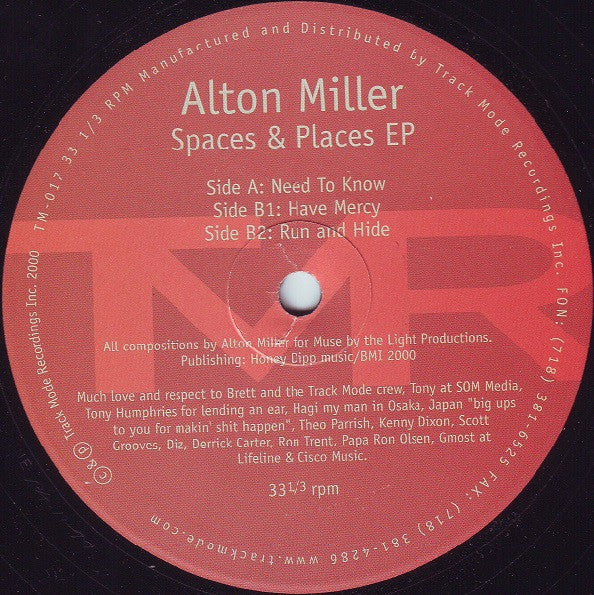 Alton Miller
Spaces & Places EP
Side A: Need To Know
Side B1: Have Mercy
Side B2: Run and Hide
TMR
All compositions by Alton Miller for Muse by the Light Productions.
Publishing: Honey Dipp music/BMI 2000
Much love and respect to Brett and the Track Mode crew, Tony at SOM Media,
Tony Humphries for lending an ear, Hagi my man in Osaka, Japan "big ups
to you for makin' shit happen", Theo Parrish, Kenny Dixon, Scott
Grooves, Diz, Derrick Carter, Ron Trent, Papa Ron Olsen, Gmost at
Lifeline & Cisco Music.
33 1/3 rpm
© & ℗ Track Mode Recordings Inc. 2000 TM-017 33 1/3 RPM Manufactured and Distributed by Track Mode Recordings Inc. FON: (718) 381-6525 FAX: (718) 381-4286 www.trackmode.com